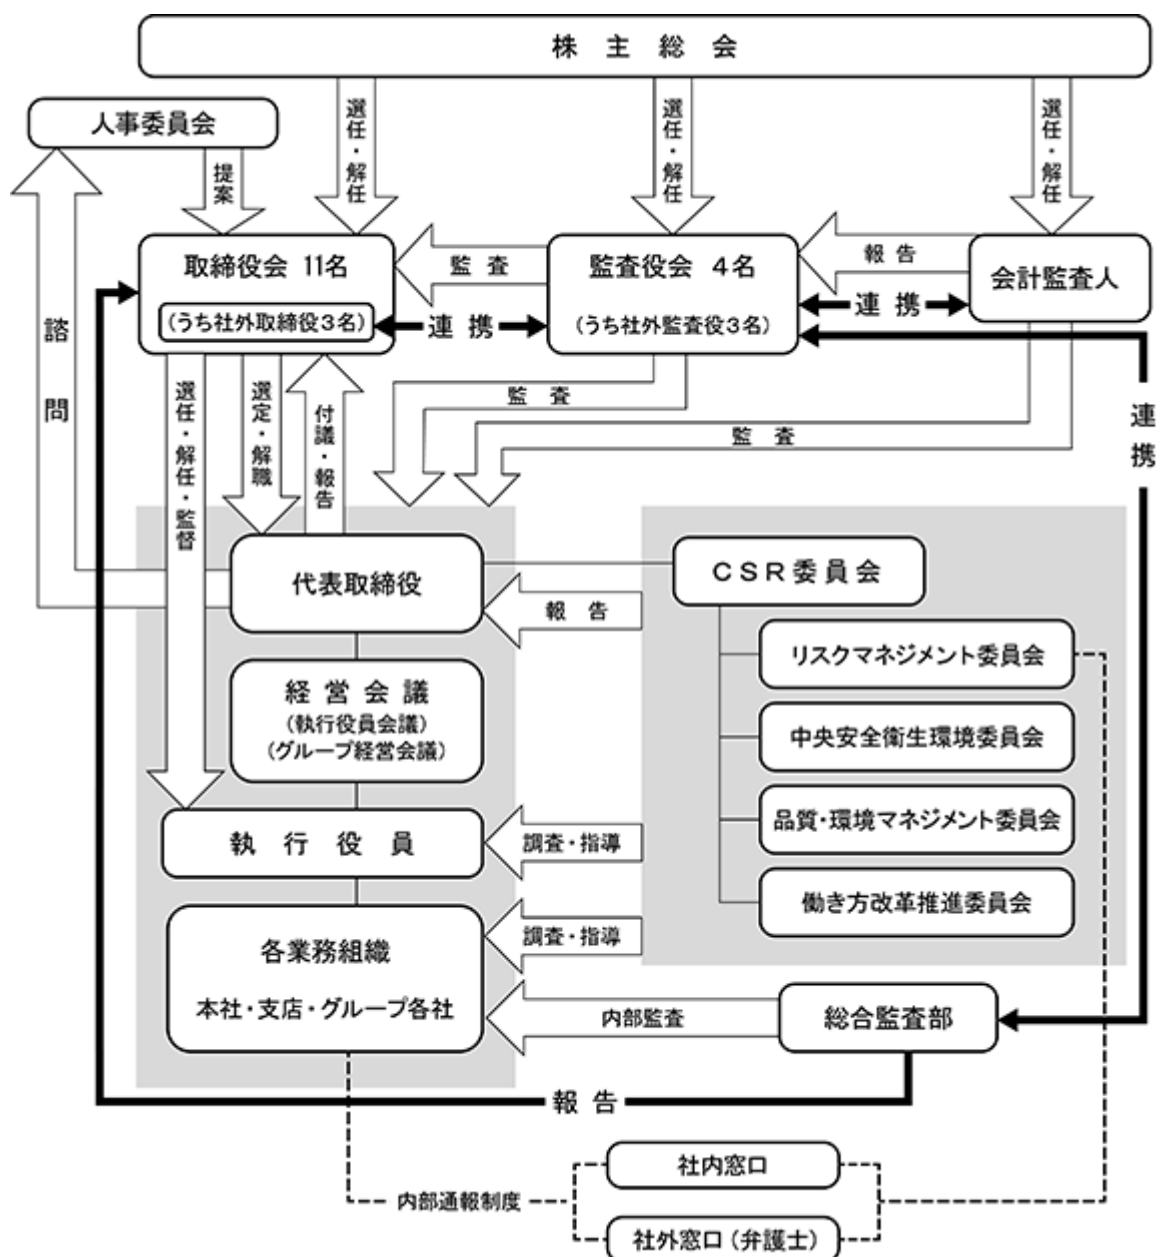 株主総会
人事委員会
選任・解任
選任・解任
選任・解任
提案
取締役会 11名
(うち社外取締役3名)
監査
監査役会 4名
(うち社外監査役3名)
報告
会計監査人
連携
連携
諮問
選任・解任・監督
選定・解職
付議・報告
監査
監査
連携
代表取締役
CSR委員会
報告
リスクマネジメント委員会
経営会議
(執行役員会議)
(グループ経営会議)
中央安全衛生環境委員会
執行役員
調査・指導
品質・環境マネジメント委員会
働き方改革推進委員会
各業務組織
本社・支店・グループ各社
調査・指導
内部監査
総合監査部
報告
社内窓口
内部通報制度
社外窓口(弁護士)